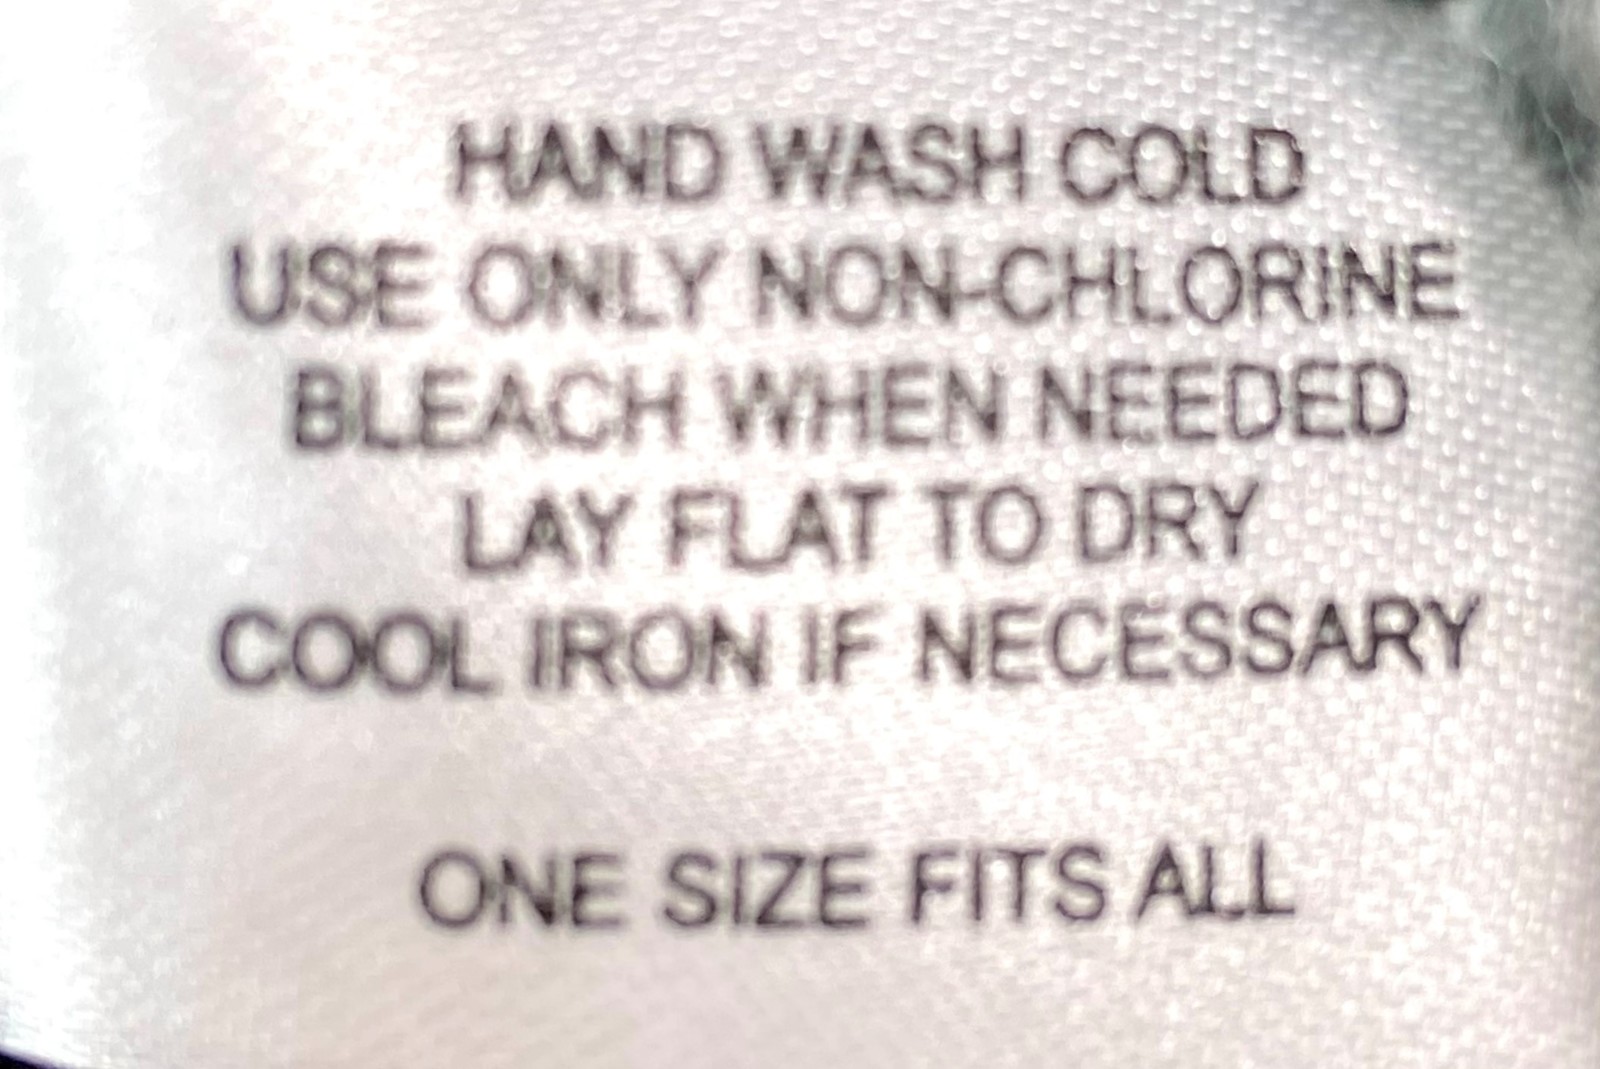 HAND WASH COLD
USE ONLY NON-CHLORINE
BLEACH WHEN NEEDED
LAY FLAT TO DRY
COOL IRON IF NECESSARY
ONE SIZE FITS ALL